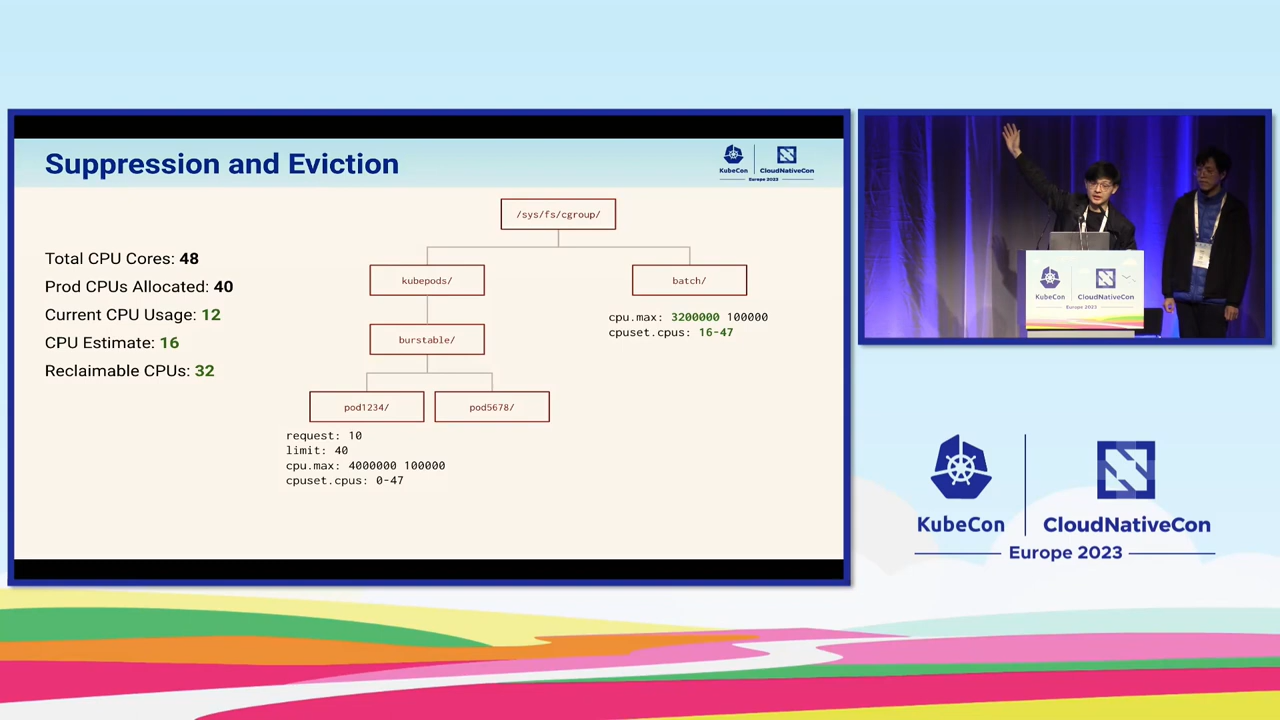 Suppression and Eviction
KubeCon
CloudNativeCon
Europe 2023
Total CPU Cores: 48
Prod CPUs Allocated: 40
Current CPU Usage: 12
CPU Estimate: 16
Reclaimable CPUs: 32
/sys/fs/cgroup/
kubepods/
batch/
cpu.max: 3200000 100000
cpuset.cpus: 16-47
burstable/
pod1234/
pod5678/
request: 10
limit: 40
cpu.max: 4000000 100000
cpuset.cpus: 0-47
KubeCon
CloudNativeCon
Europe 2023
KubeCon
CloudNativeCon
Europe 2023